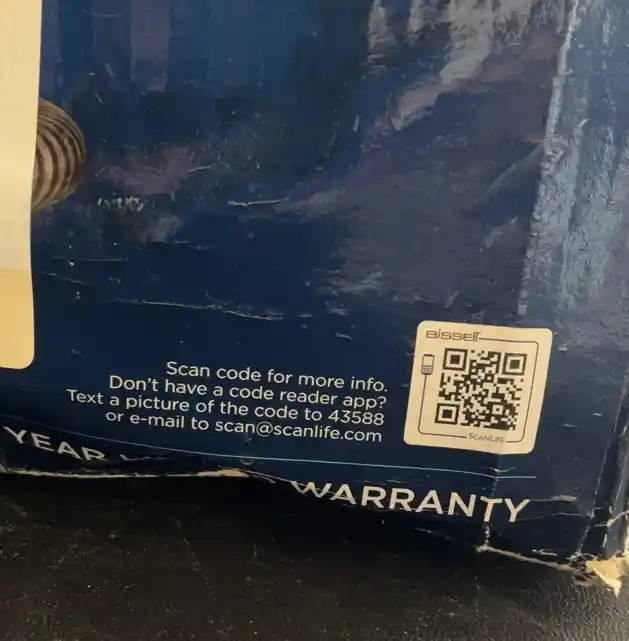 Scan code for more info.
Don't have a code reader app?
Text a picture of the code to 43588
or e-mail to scan@scanlife.com
BISSELL
SCANLIFE
YEAR
WARRANTY